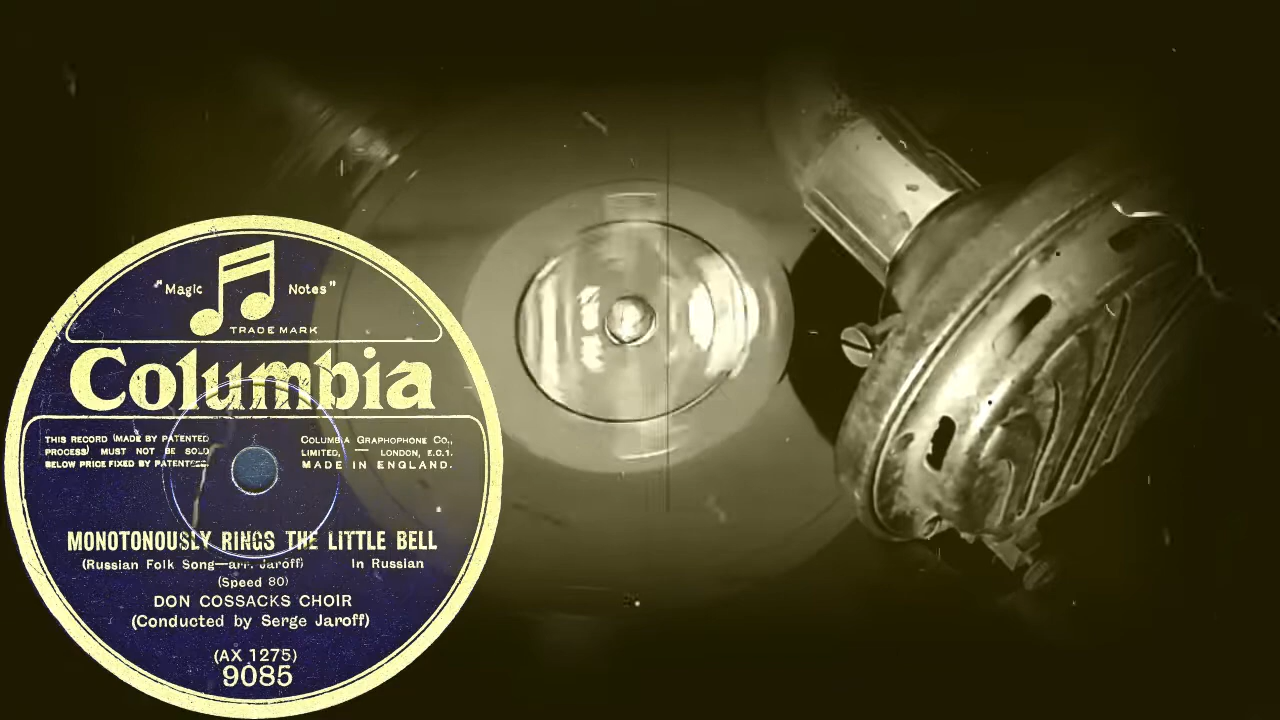 "Magic Notes"
TRADE MARK
Columbia
THIS RECORD (MADE BY PATENTED
PROCESS) MUST NOT BE SOLD
BELOW PRICE FIXED BY PATENTEES.
COLUMBIA GRAPHOPHONE CO.,
LIMITED, — LONDON, E.C.1.
MADE IN ENGLAND.
MONOTONOUSLY RINGS THE LITTLE BELL
(Russian Folk Song—arr. Jaroff) In Russian
(Speed 80)
DON COSSACKS CHOIR
(Conducted by Serge Jaroff)
(AX 1275)
9085